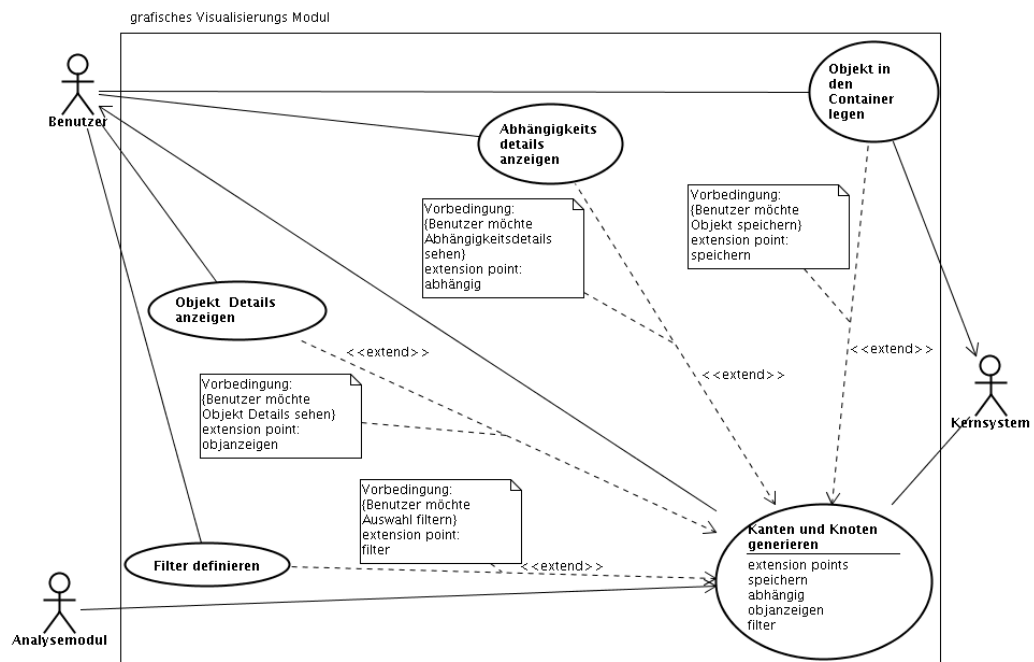 grafisches Visualisierungs Modul
Benutzer
Objekt in
den
Container
legen
Abhängigkeits
details
anzeigen
Vorbedingung:
{Benutzer möchte
Abhängigkeitsdetails
sehen}
extension point:
abhängig
Vorbedingung:
{Benutzer möchte
Objekt speichern}
extension point:
speichern
Objekt Details
anzeigen
<<extend>>
<<extend>>
<<extend>>
Vorbedingung:
{Benutzer möchte
Objekt Details sehen}
extension point:
objanzeigen
Kernsystem
Vorbedingung:
{Benutzer möchte
Auswahl filtern}
extension point:
filter
Filter definieren
<<extend>>
Kanten und Knoten
generieren
extension points
speichern
abhängig
objanzeigen
filter
Analysemodul